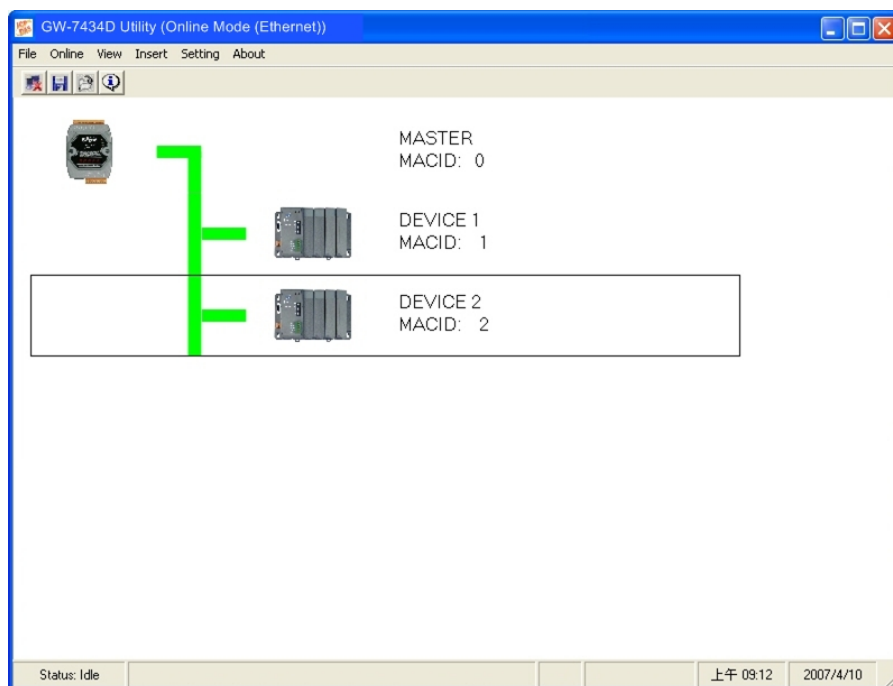 GW-7434D Utility (Online Mode (Ethernet))
File Online View Insert Setting About
MASTER
MACID: 0
DEVICE 1
MACID: 1
DEVICE 2
MACID: 2
Status: Idle 上午 09:12 2007/4/10